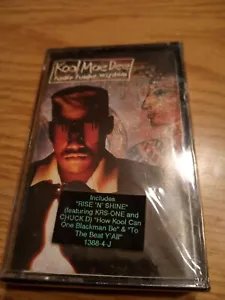 Kool Moe Dee
funke funke wisdom
Includes
"RISE 'N' SHINE"
(featuring KRS-ONE and
CHUCK D) "How Kool Can
One Blackman Be" & "To
The Beat Y'All"
1388-4-J